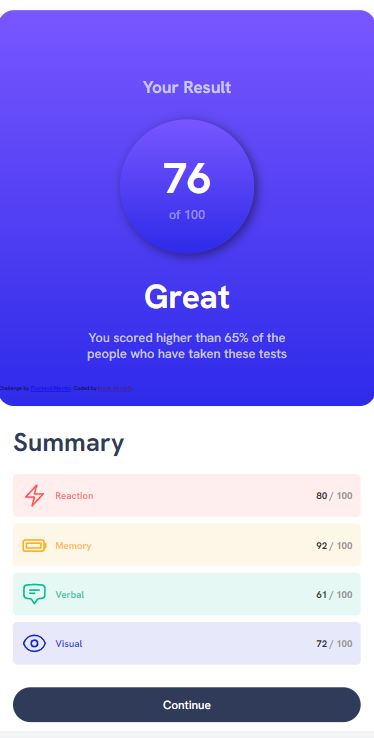 Your Result
76
of 100
Great
You scored higher than 65% of the
people who have taken these tests
Challenge by Frontend Mentor. Coded by
Summary
Reaction 80 / 100
Memory 92 / 100
Verbal 61 / 100
Visual 72 / 100
Continue